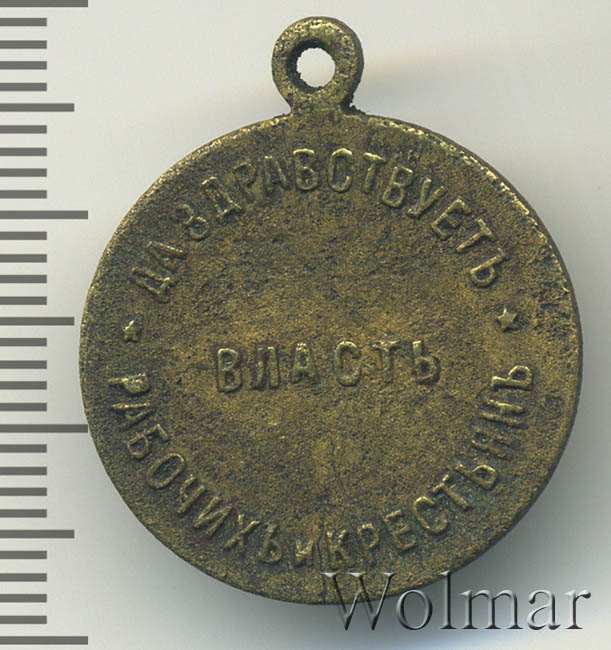 ДА ЗДРАВСТВУЕТЪ
ВЛАСТЬ
РАБОЧИХЪ И КРЕСТЬЯНЪ
Wolmar